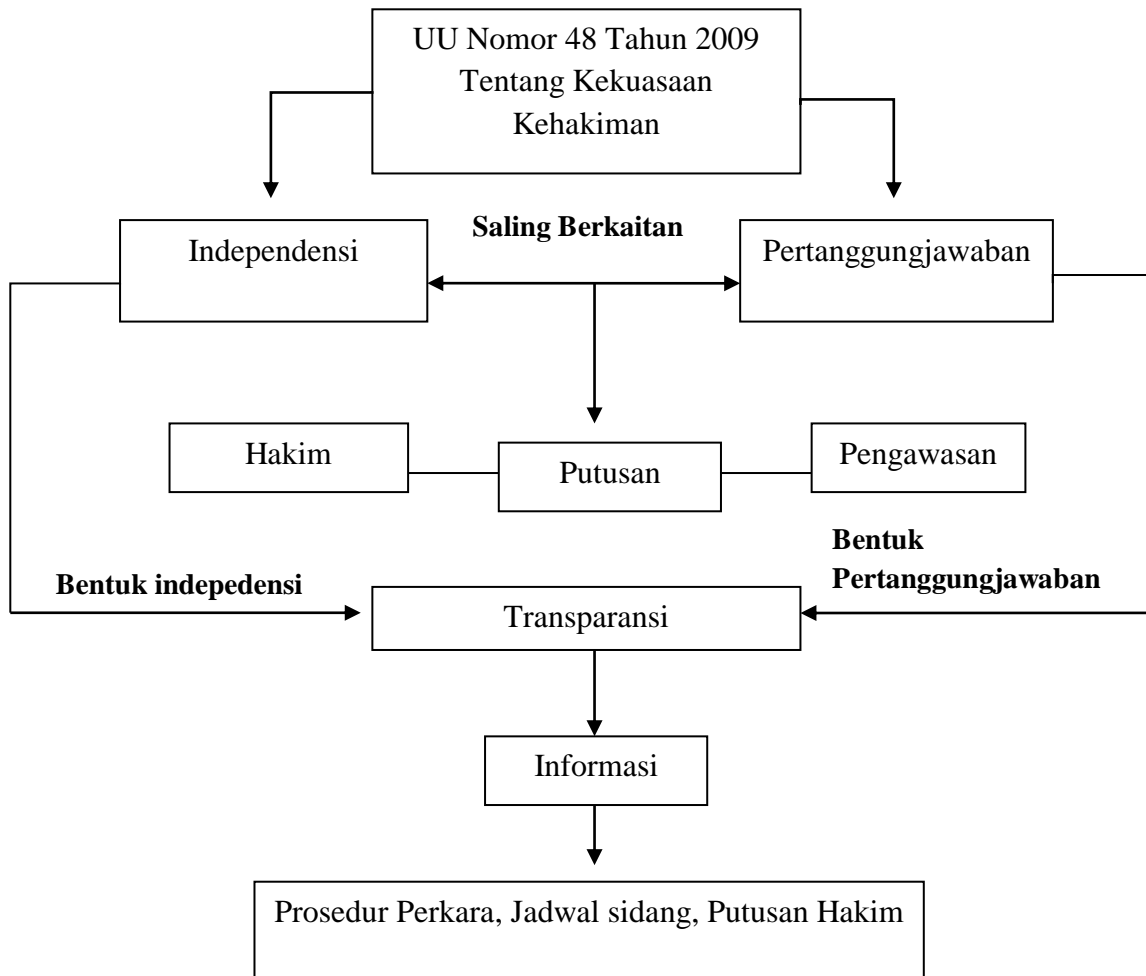 UU Nomor 48 Tahun 2009
Tentang Kekuasaan
Kehakiman
Saling Berkaitan
Independensi
Pertanggungjawaban
Hakim
Putusan
Pengawasan
Bentuk
Pertanggungjawaban
Bentuk indepedensi
Transparansi
Informasi
Prosedur Perkara, Jadwal sidang, Putusan Hakim